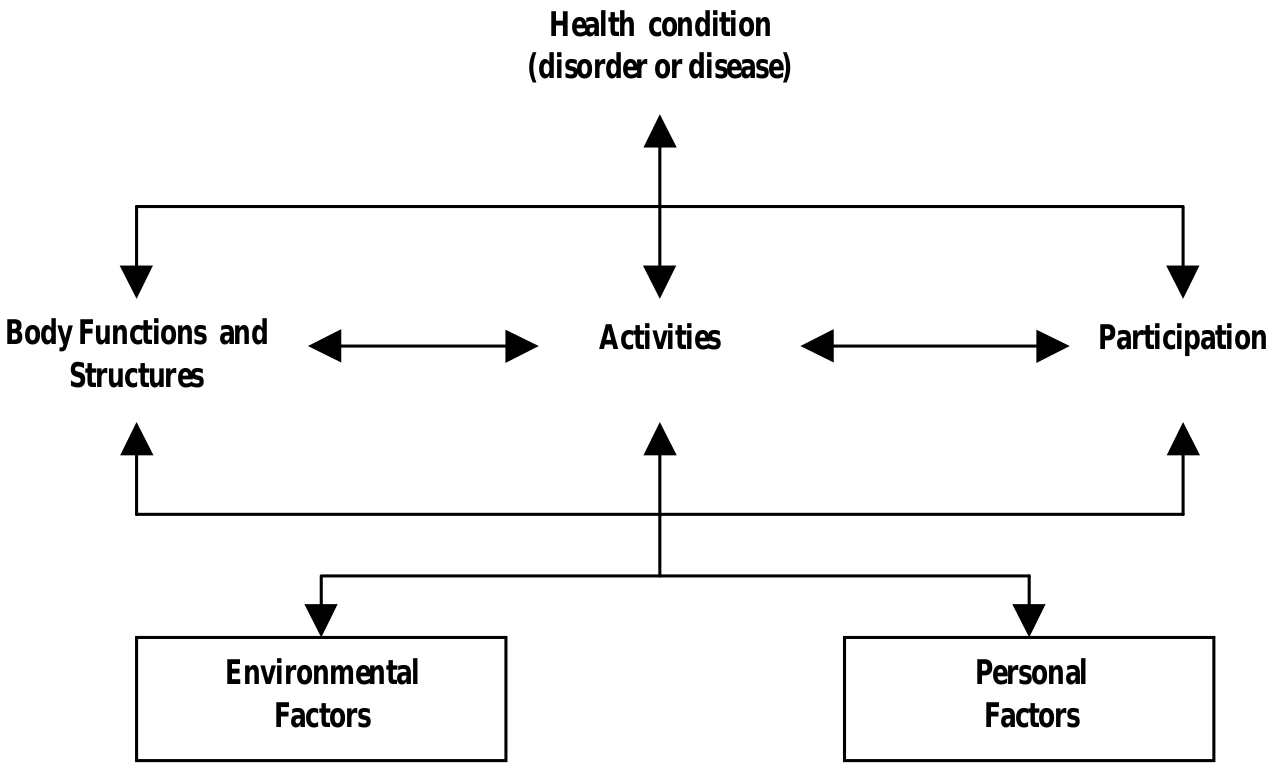 Health condition
(disorder or disease)
Body Functions and
Structures
Activities
Participation
Environmental
Factors
Personal
Factors